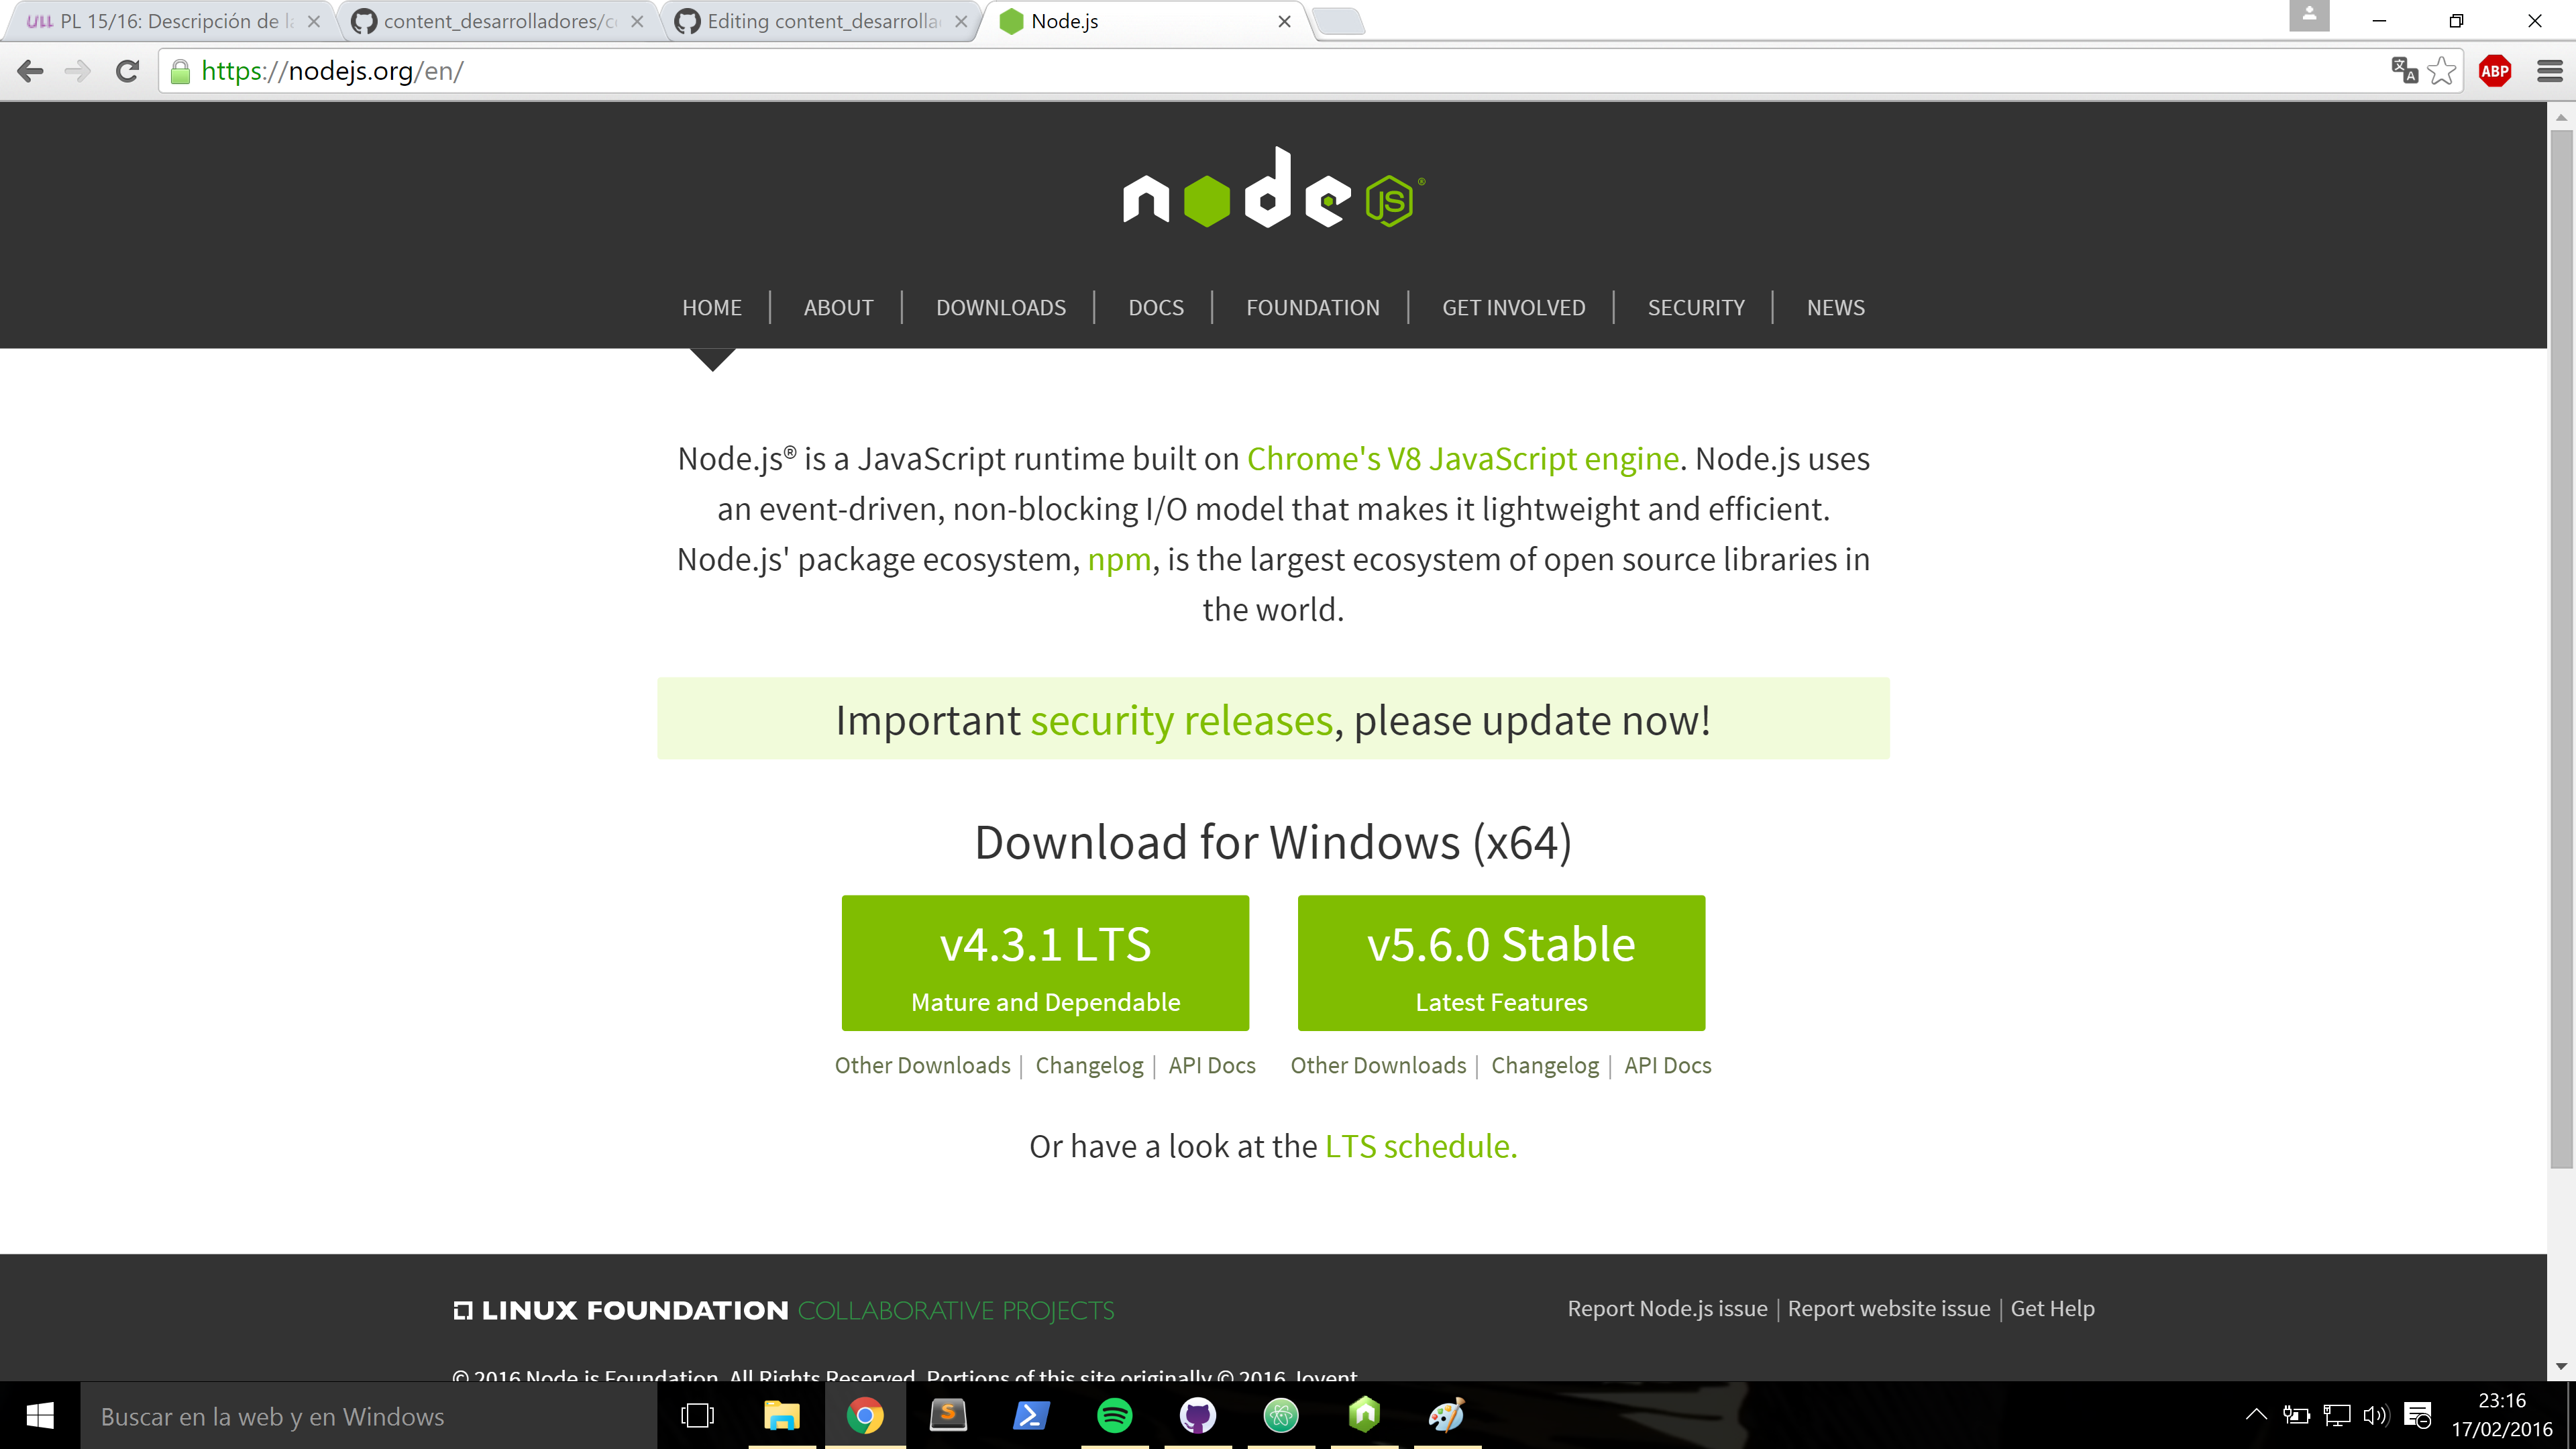 ULL PL 15/16: Descripción de la
content_desarrolladores/co
Editing content_desarrolla
Node.js
https://nodejs.org/en/
ABP
node JS ®
HOME
ABOUT
DOWNLOADS
DOCS
FOUNDATION
GET INVOLVED
SECURITY
NEWS
Node.js® is a JavaScript runtime built on Chrome's V8 JavaScript engine. Node.js uses
an event-driven, non-blocking I/O model that makes it lightweight and efficient.
Node.js' package ecosystem, npm, is the largest ecosystem of open source libraries in
the world.
Important security releases, please update now!
Download for Windows (x64)
v4.3.1 LTS
Mature and Dependable
v5.6.0 Stable
Latest Features
Other Downloads | Changelog | API Docs
Other Downloads | Changelog | API Docs
Or have a look at the LTS schedule.
LINUX FOUNDATION COLLABORATIVE PROJECTS
Report Node.js issue | Report website issue | Get Help
© 2016 Node.js Foundation. All Rights Reserved. Portions of this site originally © 2016 Joyent.
Buscar en la web y en Windows
23:16
17/02/2016